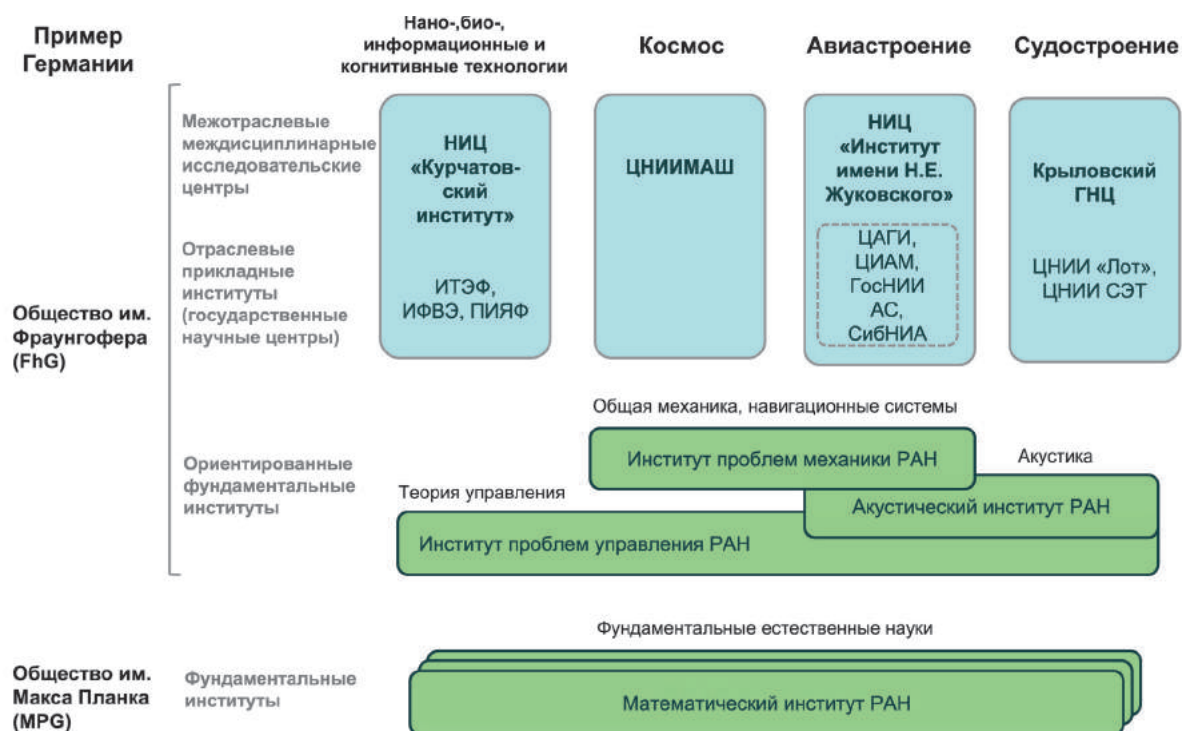 Пример
Германии
Нано-,био-,
информационные и
когнитивные технологии
Космос
Авиастроение
Судостроение
Общество им.
Фраунгофера
(FhG)
Межотраслевые
междисциплинарные
исследовательские
центры
НИЦ
«Курчатов-
ский
институт»
ЦНИИМАШ
НИЦ
«Институт
имени Н.Е.
Жуковского»
Крыловский
ГНЦ
Отраслевые
прикладные
институты
(государственные
научные центры)
ИТЭФ,
ИФВЭ, ПИЯФ
ЦАГИ,
ЦИАМ,
ГосНИИ
АС,
СибНИА
ЦНИИ «Лот»,
ЦНИИ СЭТ
Ориентированные
фундаментальные
институты
Общая механика, навигационные системы
Институт проблем механики РАН
Акустика
Акустический институт РАН
Теория управления
Институт проблем управления РАН
Общество им.
Макса Планка
(MPG)
Фундаментальные
институты
Фундаментальные естественные науки
Математический институт РАН